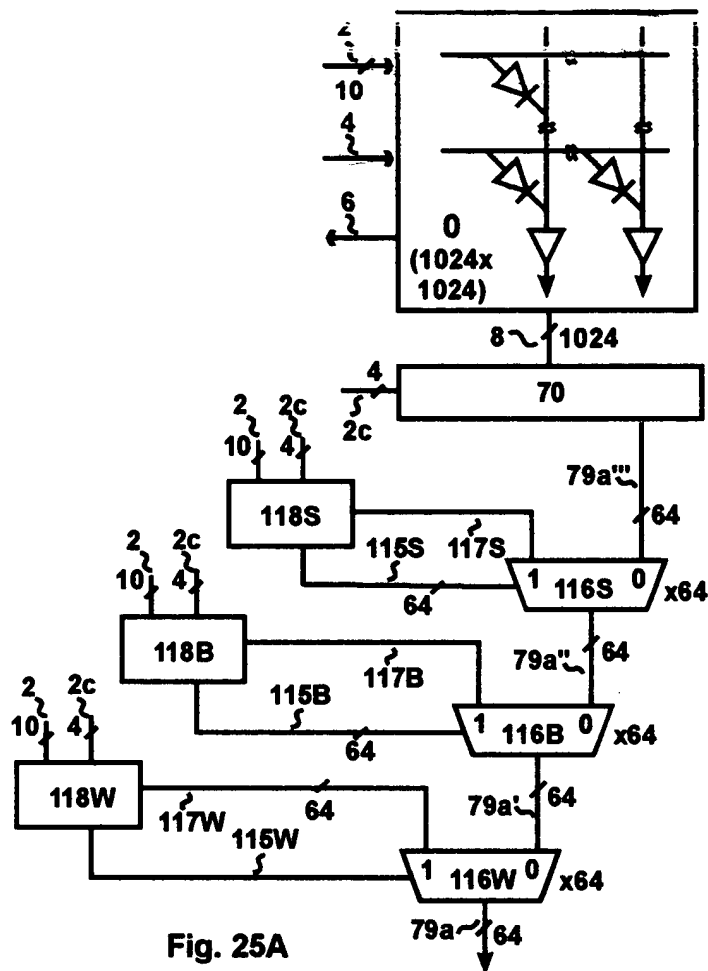 2
10
4
6
0
(1024x
1024)
8
1024
4
70
2c
2
2c
10
4
79a'''
118S
64
115S
117S
1
0
2
2c
116S
x64
10
4
64
118B
79a''
64
117B
115B
1
0
2
2c
64
116B
x64
10
4
118W
64
79a'
64
117W
115W
1
0
116W
x64
79a
64
Fig. 25A